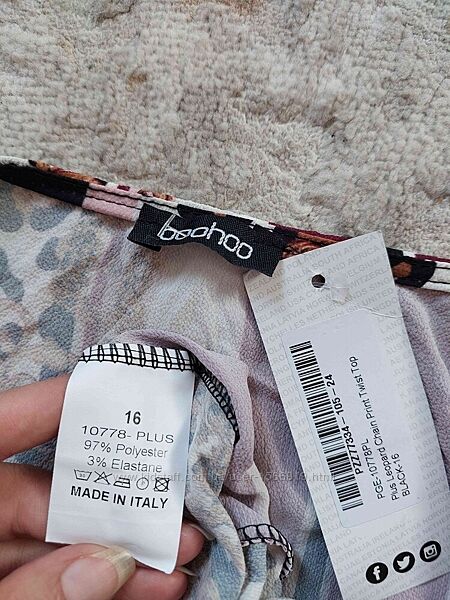 boohoo
16
10778- PLUS
97% Polyester
3% Elastane
MADE IN ITALY
PZZ77334 - 105 - 24
PGE-10778PL
Plus Leopard Chain Print Twist Top
BLACK-16